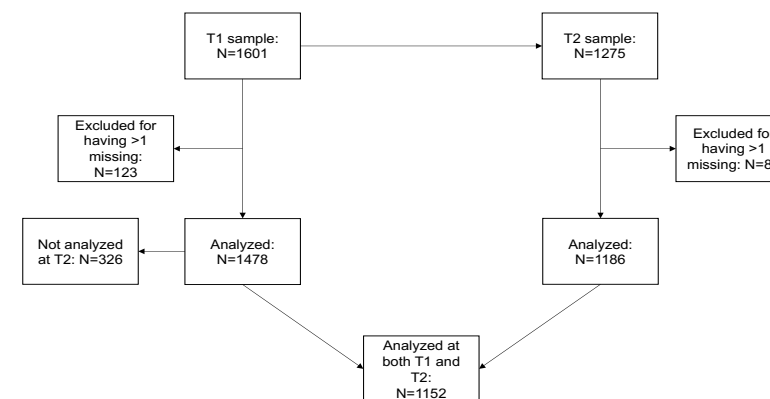 T1 sample:
N=1601
T2 sample:
N=1275
Excluded for
having >1
missing:
N=123
Excluded fo
having >1
missing: N=8
Not analyzed
at T2: N=326
Analyzed:
N=1478
Analyzed:
N=1186
Analyzed at
both T1 and
T2:
N=1152